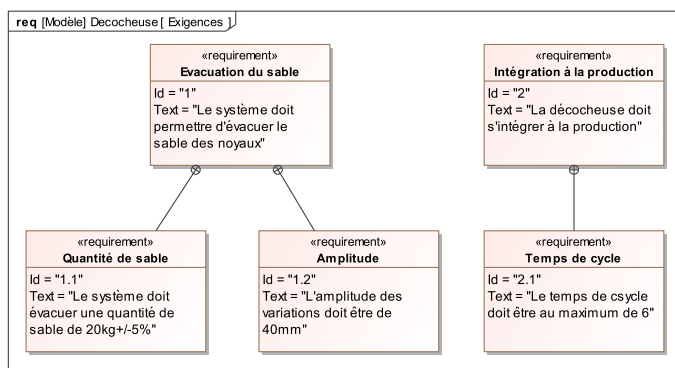 req [Modèle] Decocheuse [ Exigences ]
«requirement»
Evacuation du sable
Id = "1"
Text = "Le système doit
permettre d'évacuer le
sable des noyaux"
«requirement»
Intégration à la production
Id = "2"
Text = "La décocheuse doit
s'intégrer à la production"
«requirement»
Quantité de sable
Id = "1.1"
Text = "Le système doit
évacuer une quantité de
sable de 20kg+/-5%"
«requirement»
Amplitude
Id = "1.2"
Text = "L'amplitude des
variations doit être de
40mm"
«requirement»
Temps de cycle
Id = "2.1"
Text = "Le temps de csycle
doit être au maximum de 6"